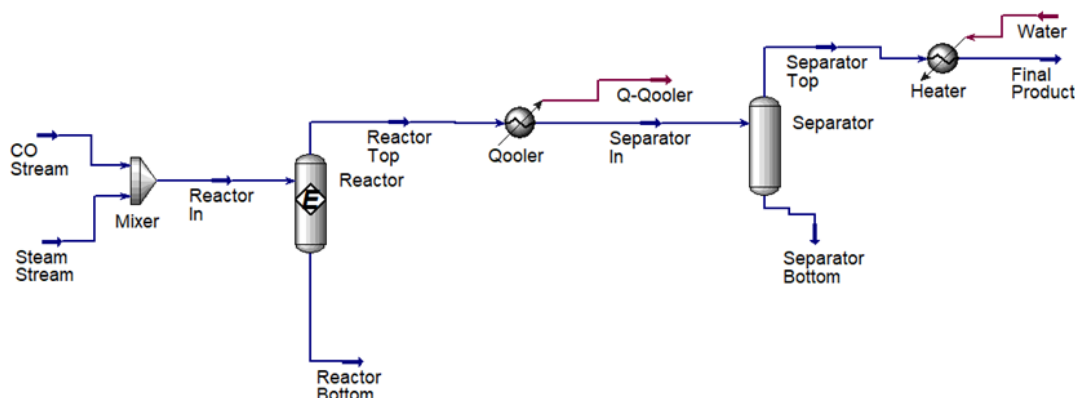 CO
Stream
Steam
Stream
Mixer
Reactor
In
Reactor
Top
E
Reactor
Reactor
Bottom
Qooler
Q-Qooler
Separator
In
Separator
Top
Separator
Separator
Bottom
Heater
Water
Final
Product